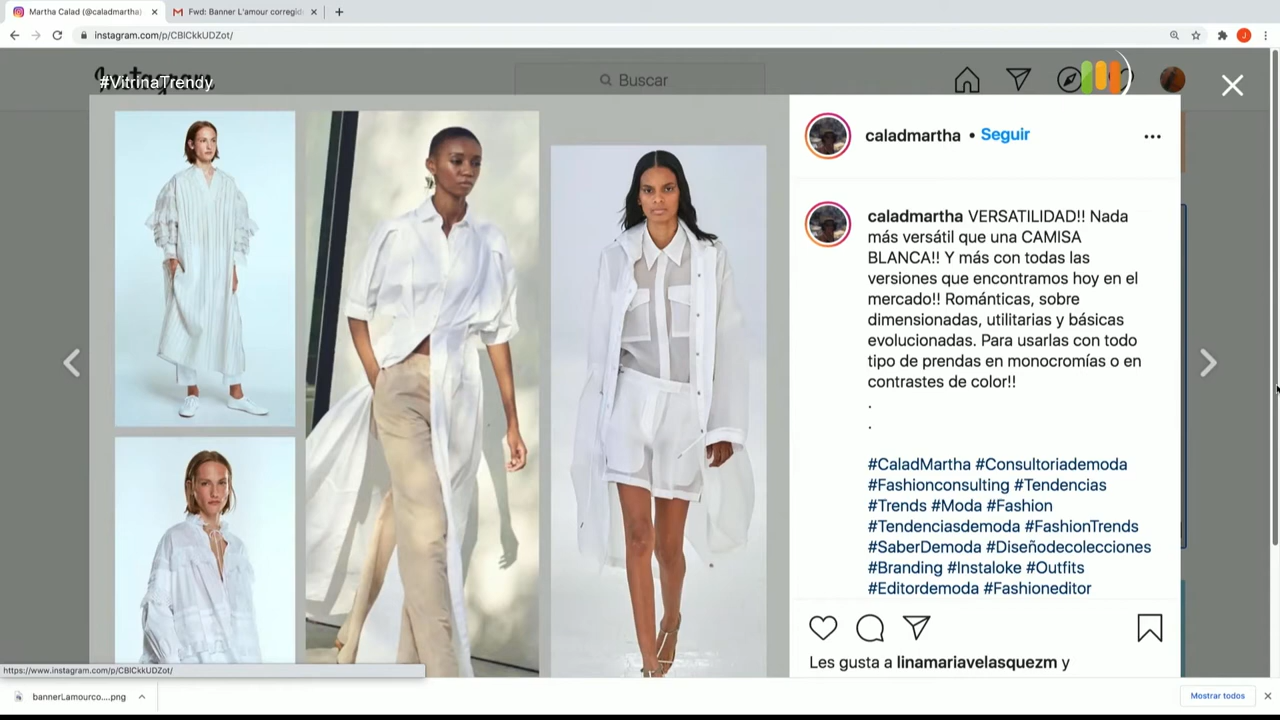 Martha Calad (@caladmartha)
Fwd: Banner L'amour corregid
instagram.com/p/CBlCkkUDZot/
J
#VitrinaTrendy
Instagram
Buscar
caladmartha • Seguir
caladmartha VERSATILIDAD!! Nada
más versátil que una CAMISA
BLANCA!! Y más con todas las
versiones que encontramos hoy en el
mercado!! Románticas, sobre
dimensionadas, utilitarias y básicas
evolucionadas. Para usarlas con todo
tipo de prendas en monocromías o en
contrastes de color!!
.
.
#CaladMartha #Consultoriademoda
#Fashionconsulting #Tendencias
#Trends #Moda #Fashion
#Tendenciasdemoda #FashionTrends
#SaberDemoda #Diseñodecolecciones
#Branding #Instaloke #Outfits
#Editordemoda #Fashioneditor
Les gusta a linamariavelasquezm y
https://www.instagram.com/p/CBlCkkUDZot/
bannerLamourco....png
Mostrar todos